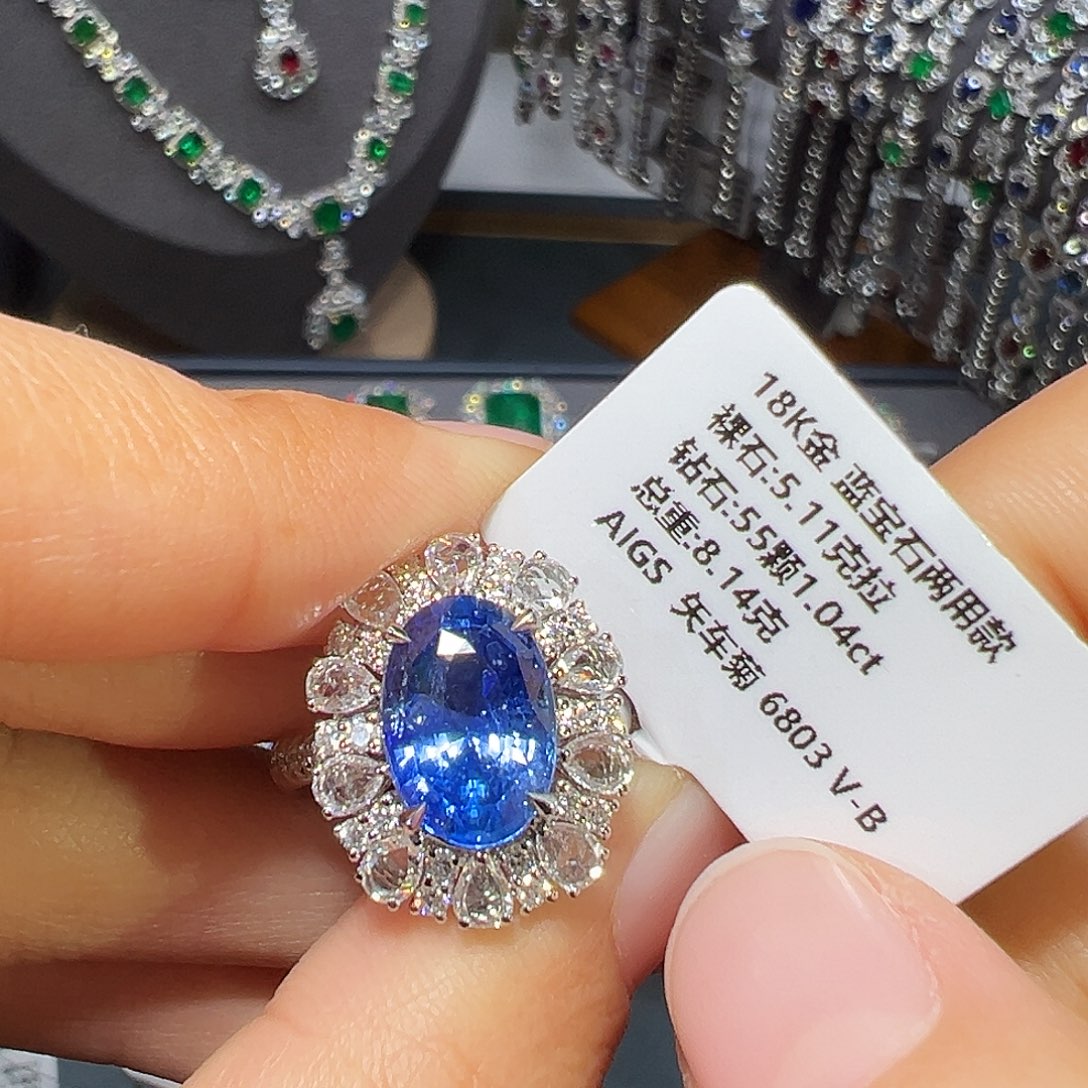 18K金 蓝宝石两用款
裸石:5.11克拉
钻石:55颗1.04ct
总重:8.14克
AIGS 矢车菊 6803 V-B